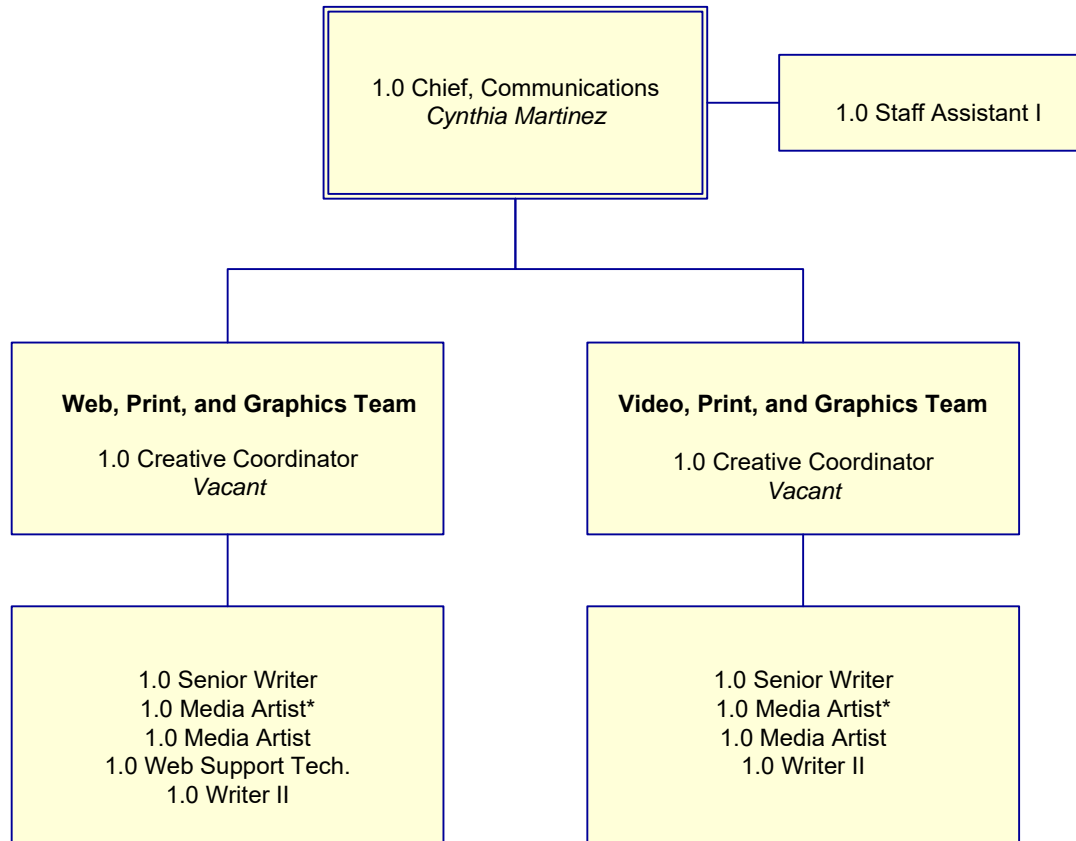 1.0 Chief, Communications
Cynthia Martinez
1.0 Staff Assistant I
Web, Print, and Graphics Team
1.0 Creative Coordinator
Vacant
Video, Print, and Graphics Team
1.0 Creative Coordinator
Vacant
1.0 Senior Writer
1.0 Media Artist*
1.0 Media Artist
1.0 Web Support Tech.
1.0 Writer II
1.0 Senior Writer
1.0 Media Artist*
1.0 Media Artist
1.0 Writer II